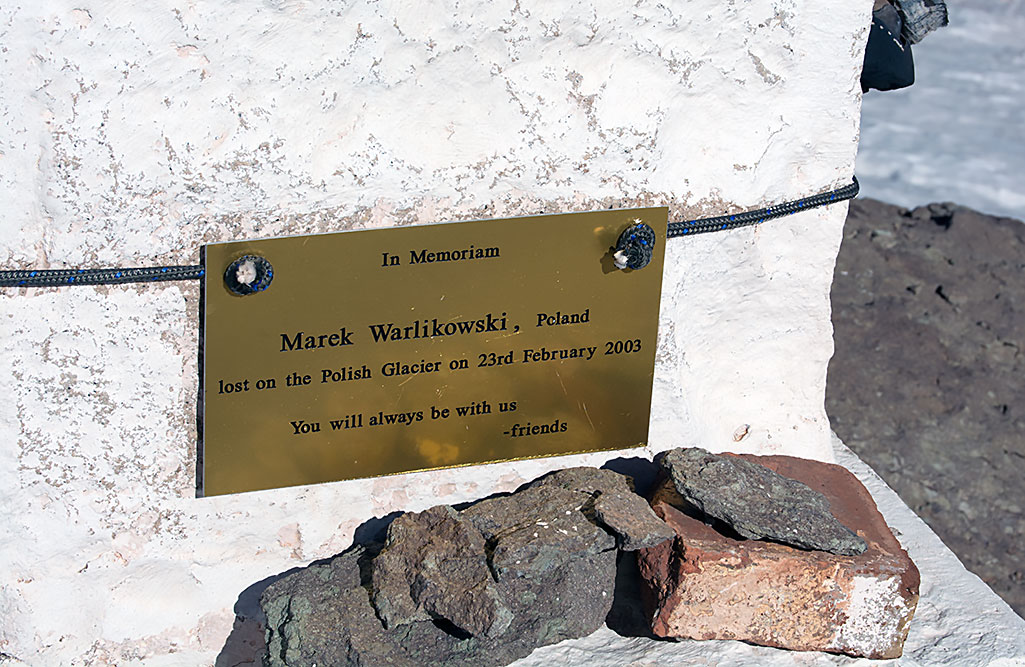 In Memoriam
Marek Warlikowski, Pcland
lost on the Polish Glacier on 23rd February 2003
You will always be with us
-friends